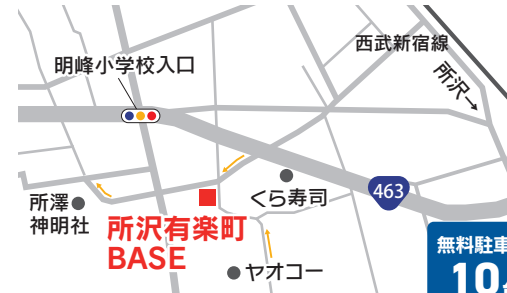 西武新宿線
明峰小学校入口
所沢→
463
くら寿司
所澤
神明社
所沢有楽町
BASE
ヤオコー
無料駐車
10